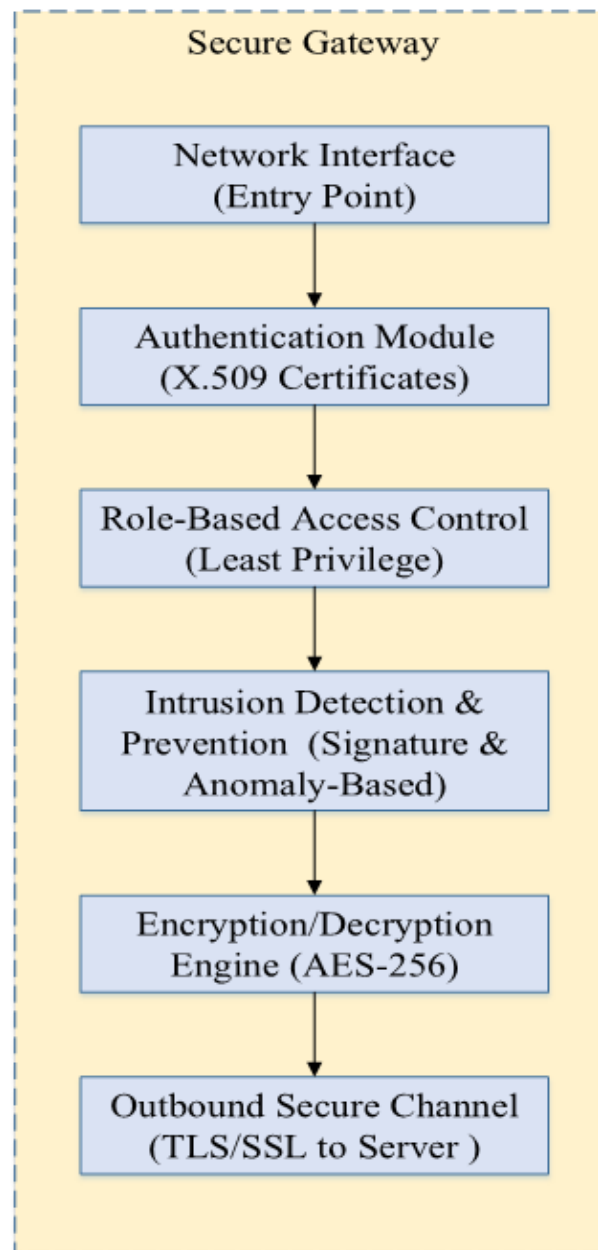 Secure Gateway
Network Interface
(Entry Point)
Authentication Module
(X.509 Certificates)
Role-Based Access Control
(Least Privilege)
Intrusion Detection &
Prevention  (Signature &
Anomaly-Based)
Encryption/Decryption
Engine (AES-256)
Outbound Secure Channel
(TLS/SSL to Server )